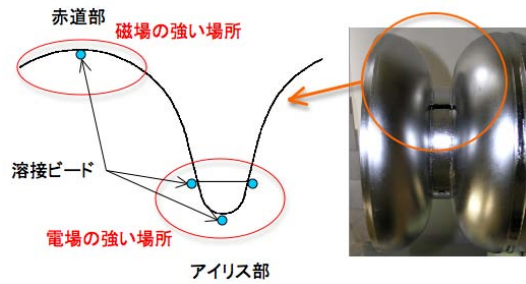 赤道部
磁場の強い場所
溶接ビード
電場の強い場所
アイリス部